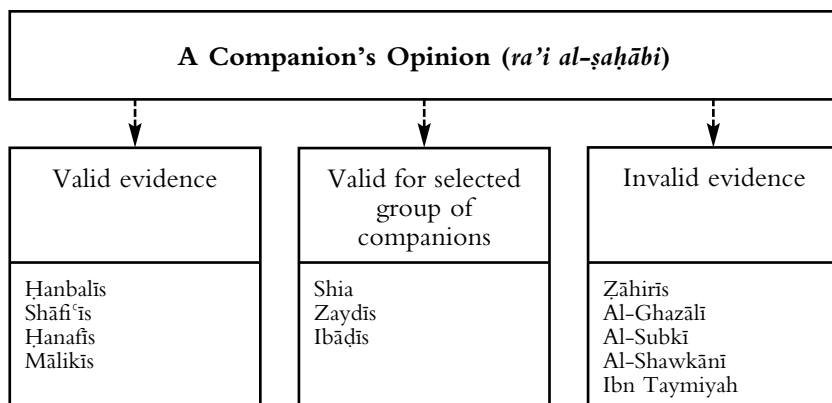 A Companion’s Opinion (ra’i al-ṣaḥābi)
Valid evidence
Ḥanbalīs
Shāfiʿīs
Ḥanafīs
Mālikīs
Valid for selected
group of
companions
Shia
Zaydīs
Ibāḍīs
Invalid evidence
Ẓāhirīs
Al-Ghazālī
Al-Subkī
Al-Shawkānī
Ibn Taymiyah